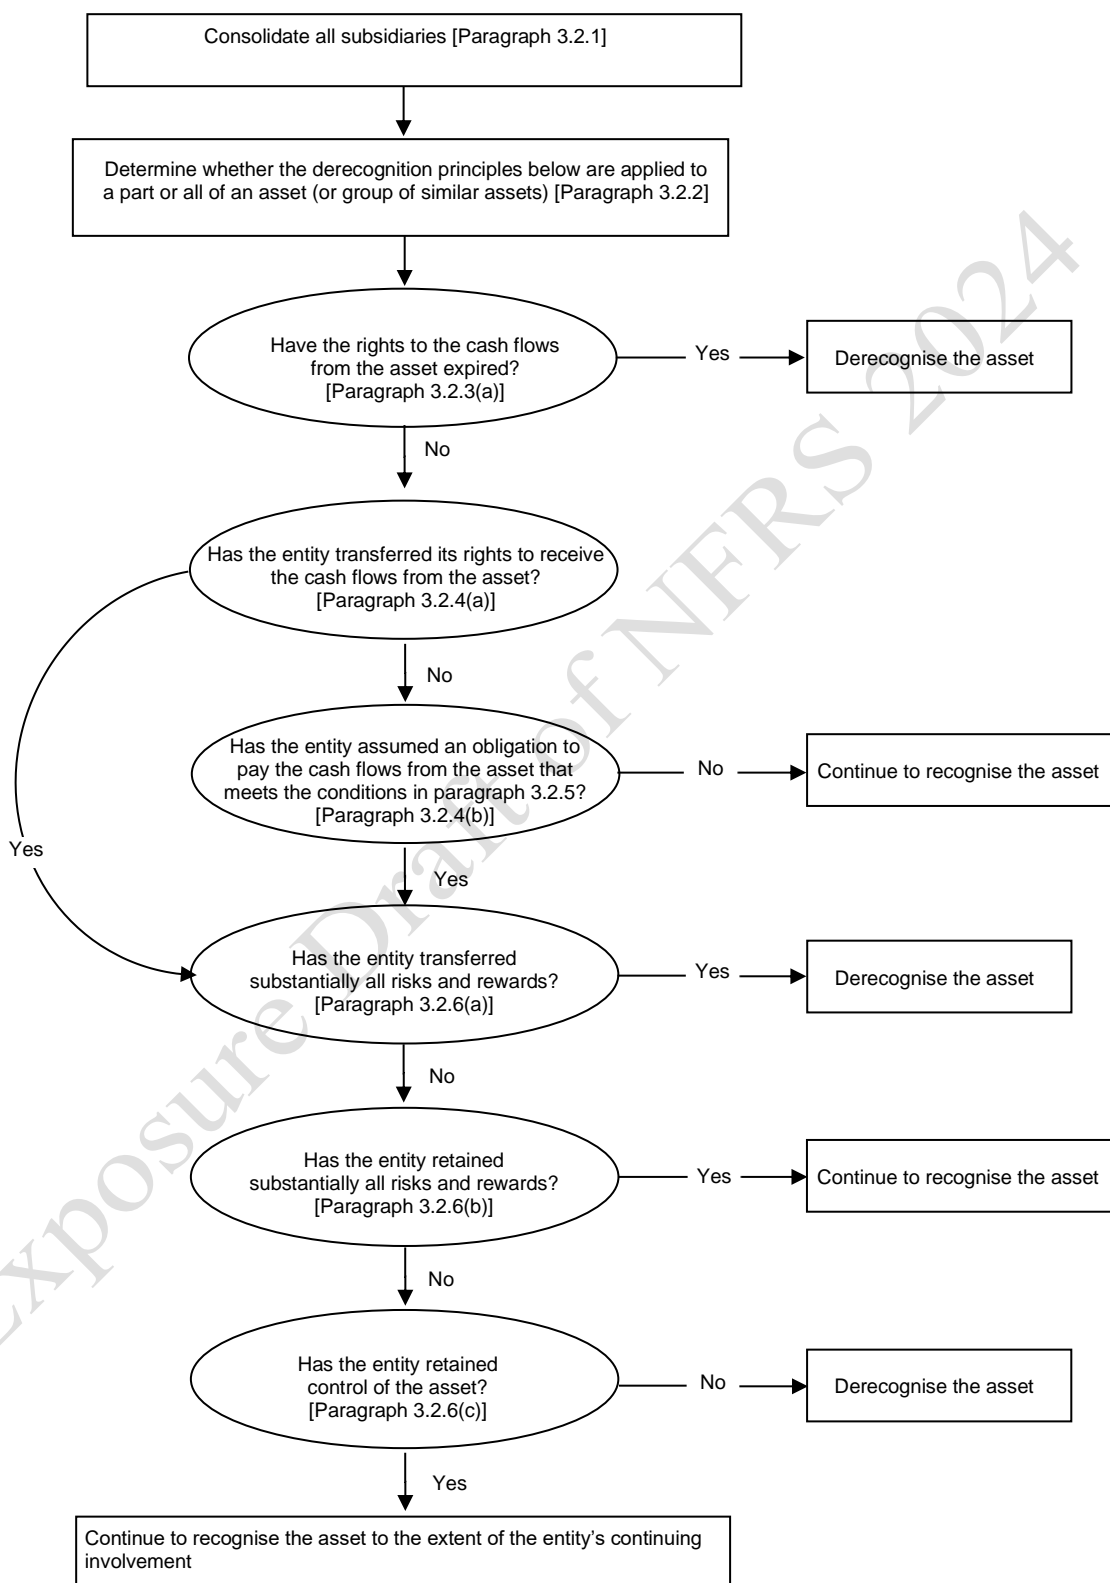 Consolidate all subsidiaries [Paragraph 3.2.1]
Determine whether the derecognition principles below are applied to
a part or all of an asset (or group of similar assets) [Paragraph 3.2.2]
Have the rights to the cash flows
from the asset expired?
[Paragraph 3.2.3(a)]
Yes
Derecognise the asset
No
Has the entity transferred its rights to receive
the cash flows from the asset?
[Paragraph 3.2.4(a)]
No
Has the entity assumed an obligation to
pay the cash flows from the asset that
meets the conditions in paragraph 3.2.5?
[Paragraph 3.2.4(b)]
No
Continue to recognise the asset
Yes
Yes
Has the entity transferred
substantially all risks and rewards?
[Paragraph 3.2.6(a)]
Yes
Derecognise the asset
No
Has the entity retained
substantially all risks and rewards?
[Paragraph 3.2.6(b)]
Yes
Continue to recognise the asset
No
Has the entity retained
control of the asset?
[Paragraph 3.2.6(c)]
No
Derecognise the asset
Yes
Continue to recognise the asset to the extent of the entity's continuing
involvement
Exposure Draft of NFRS 2024